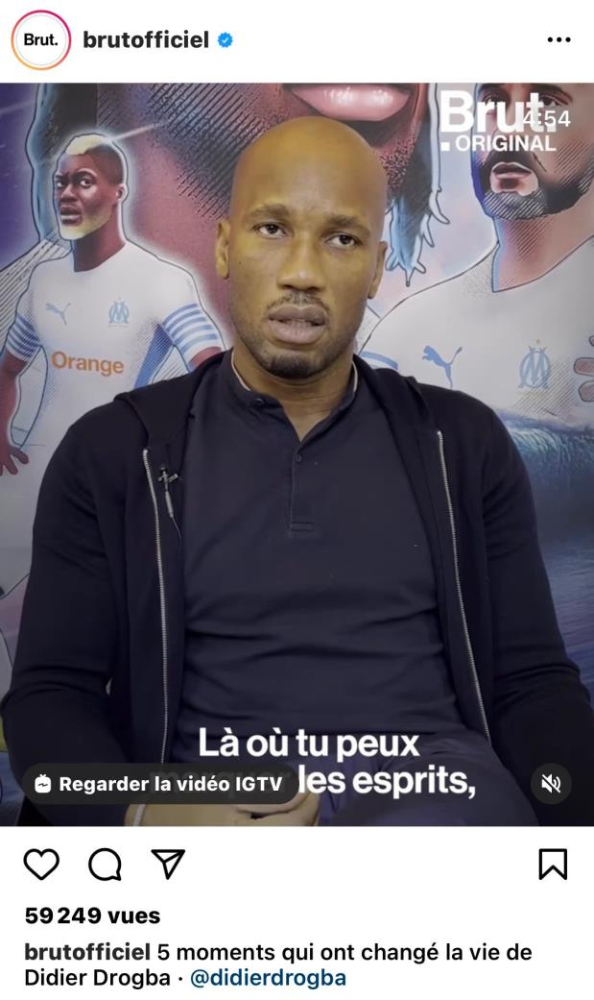 Brut.
brutofficiel
Brut.
4:54
ORIGINAL
Orange
Là où tu peux
les esprits,
Regarder la vidéo IGTV
59 249 vues
brutofficiel 5 moments qui ont changé la vie de
Didier Drogba · @didierdrogba